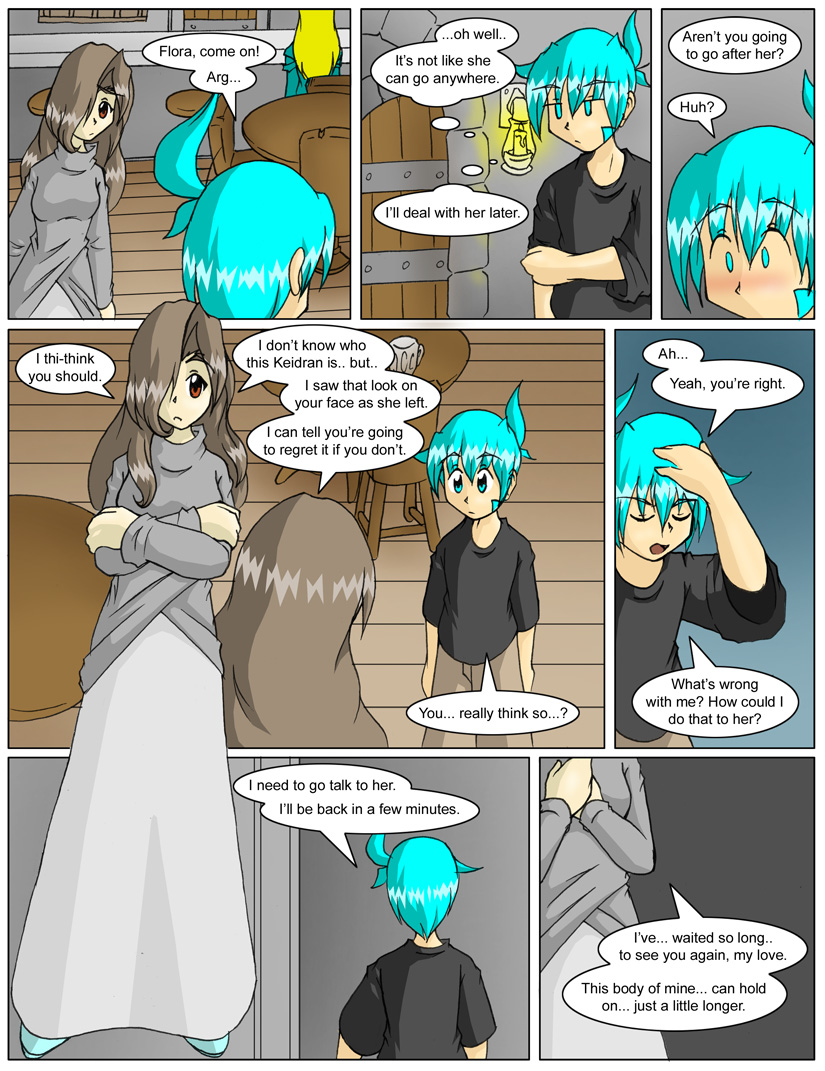 Flora, come on!
Arg...
...oh well..
It's not like she
can go anywhere.
I'll deal with her later.
Aren't you going
to go after her?
Huh?
I thi-think
you should.
I don't know who
this Keidran is.. but..
I saw that look on
your face as she left.
I can tell you're going
to regret it if you don't.
You... really think so...?
Ah...
Yeah, you're right.
What's wrong
with me? How could I
do that to her?
I need to go talk to her.
I'll be back in a few minutes.
I've... waited so long..
to see you again, my love.
This body of mine... can hold
on... just a little longer.